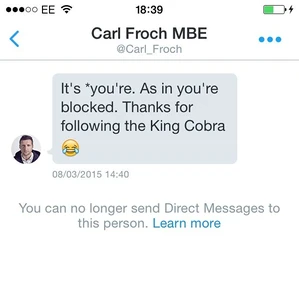 EE 18:39
Carl Froch MBE
@Carl_Froch
It's *you're. As in you're
blocked. Thanks for
following the King Cobra
😂
08/03/2015 14:40
You can no longer send Direct Messages to
this person. Learn more